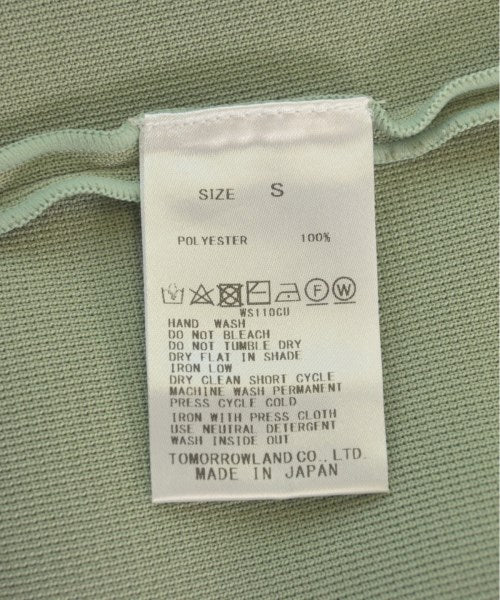 SIZE S
POLYESTER 100%
F W
WS110CU
HAND WASH
DO NOT BLEACH
DO NOT TUMBLE DRY
DRY FLAT IN SHADE
IRON LOW
DRY CLEAN SHORT CYCLE
MACHINE WASH PERMANENT
PRESS CYCLE COLD
IRON WITH PRESS CLOTH
USE NEUTRAL DETERGENT
WASH INSIDE OUT
TOMORROWLAND CO., LTD.
MADE IN JAPAN